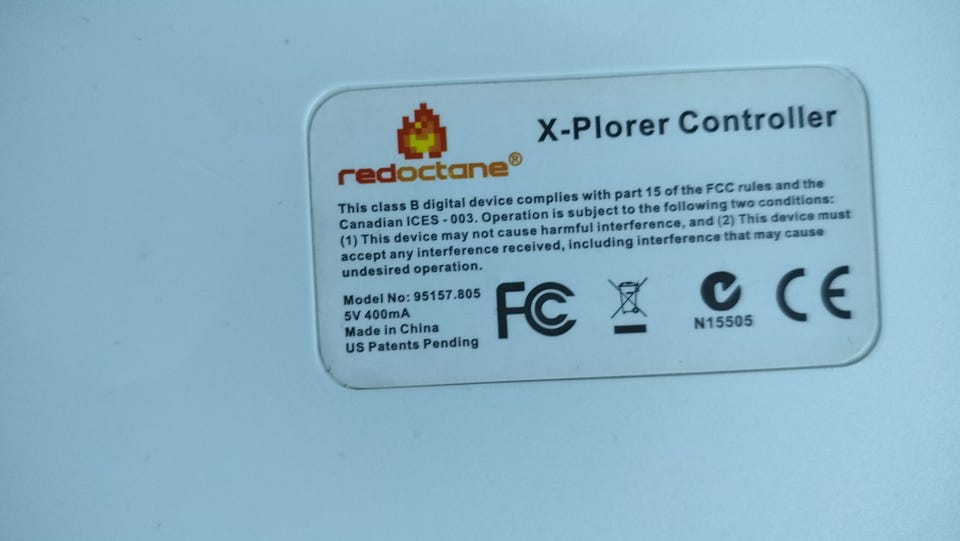 redoctane®
X-Plorer Controller
This class B digital device complies with part 15 of the FCC rules and the
Canadian ICES - 003. Operation is subject to the following two conditions:
(1) This device may not cause harmful interference, and (2) This device must
accept any interference received, including interference that may cause
undesired operation.
Model No: 95157.805
5V 400mA
Made in China
US Patents Pending
FC
N15505
CE